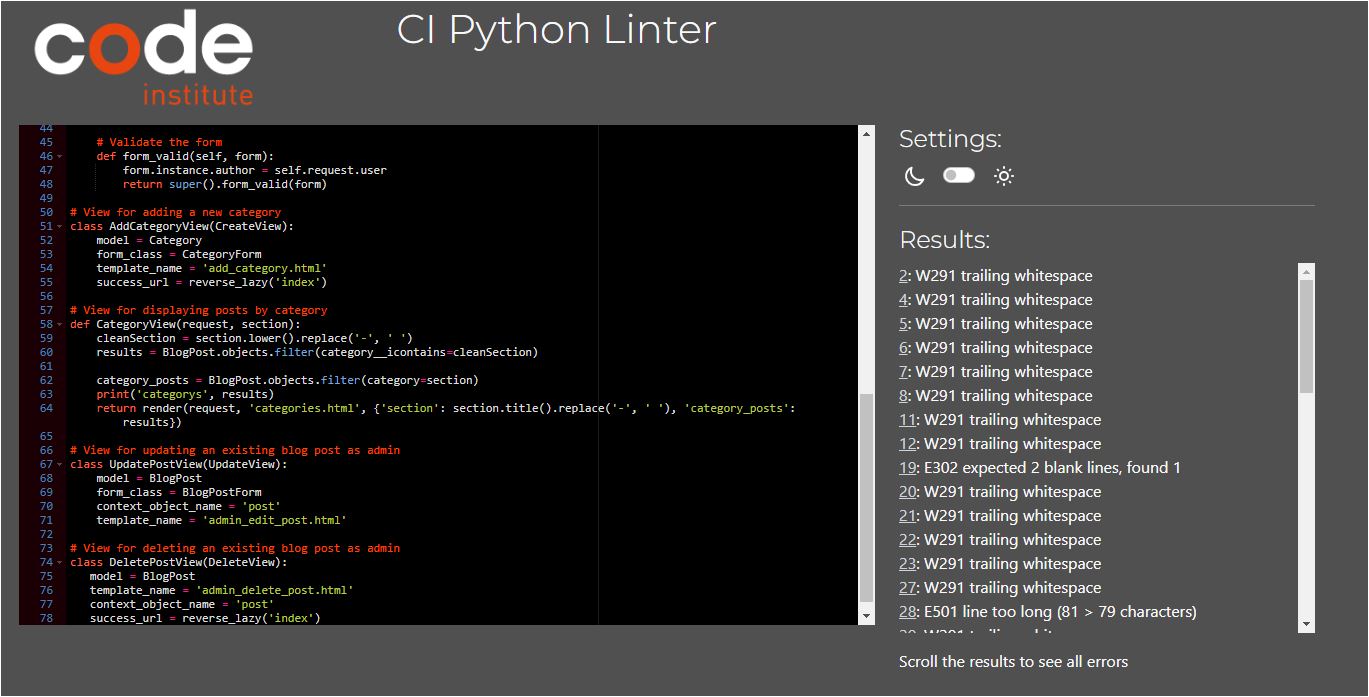 code
institute
CI Python Linter
44
45 # Validate the form
46 def form_valid(self, form):
47 form.instance.author = self.request.user
48 return super().form_valid(form)
49
50 # View for adding a new category
51 class AddCategoryView(CreateView):
52 model = Category
53 form_class = CategoryForm
54 template_name = 'add_category.html'
55 success_url = reverse_lazy('index')
56
57 # View for displaying posts by category
58 def CategoryView(request, section):
59 cleanSection = section.lower().replace('-', ' ')
60 results = BlogPost.objects.filter(category__icontains=cleanSection)
61
62 category_posts = BlogPost.objects.filter(category=section)
63 print('categorys', results)
64 return render(request, 'categories.html', {'section': section.title().replace('-', ' '), 'category_posts':
results})
65
66 # View for updating an existing blog post as admin
67 class UpdatePostView(UpdateView):
68 model = BlogPost
69 form_class = BlogPostForm
70 context_object_name = 'post'
71 template_name = 'admin_edit_post.html'
72
73 # View for deleting an existing blog post as admin
74 class DeletePostView(DeleteView):
75 model = BlogPost
76 template_name = 'admin_delete_post.html'
77 context_object_name = 'post'
78 success_url = reverse_lazy('index')
Settings:
Results:
2: W291 trailing whitespace
4: W291 trailing whitespace
5: W291 trailing whitespace
6: W291 trailing whitespace
7: W291 trailing whitespace
8: W291 trailing whitespace
11: W291 trailing whitespace
12: W291 trailing whitespace
19: E302 expected 2 blank lines, found 1
20: W291 trailing whitespace
21: W291 trailing whitespace
22: W291 trailing whitespace
23: W291 trailing whitespace
27: W291 trailing whitespace
28: E501 line too long (81 > 79 characters)
Scroll the results to see all errors